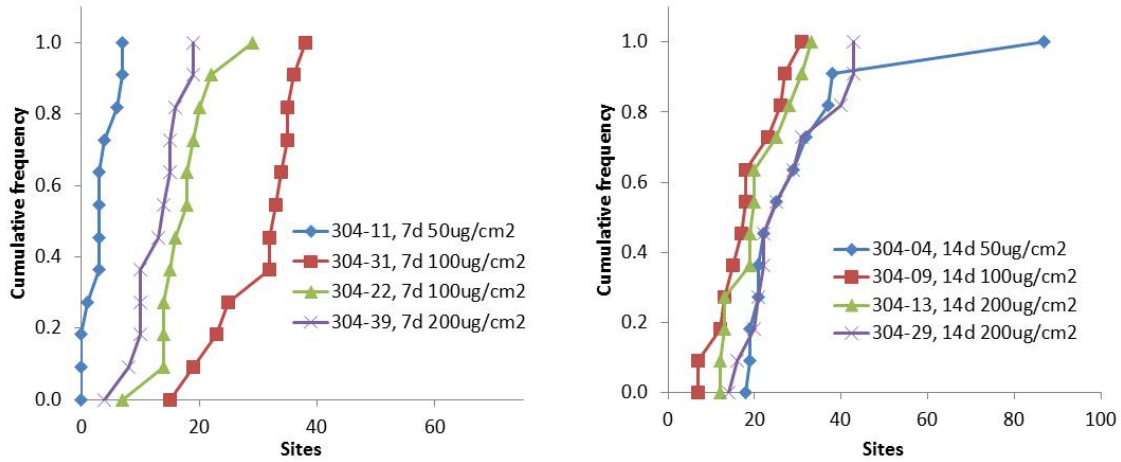 1.0
0.8
0.6
0.4
0.2
0.0
Cumulative frequency
0
20
40
60
Sites
304-11, 7d 50ug/cm2
304-31, 7d 100ug/cm2
304-22, 7d 100ug/cm2
304-39, 7d 200ug/cm2
1.0
0.8
0.6
0.4
0.2
0.0
Cumulative frequency
0
20
40
60
80
100
Sites
304-04, 14d 50ug/cm2
304-09, 14d 100ug/cm2
304-13, 14d 200ug/cm2
304-29, 14d 200ug/cm2